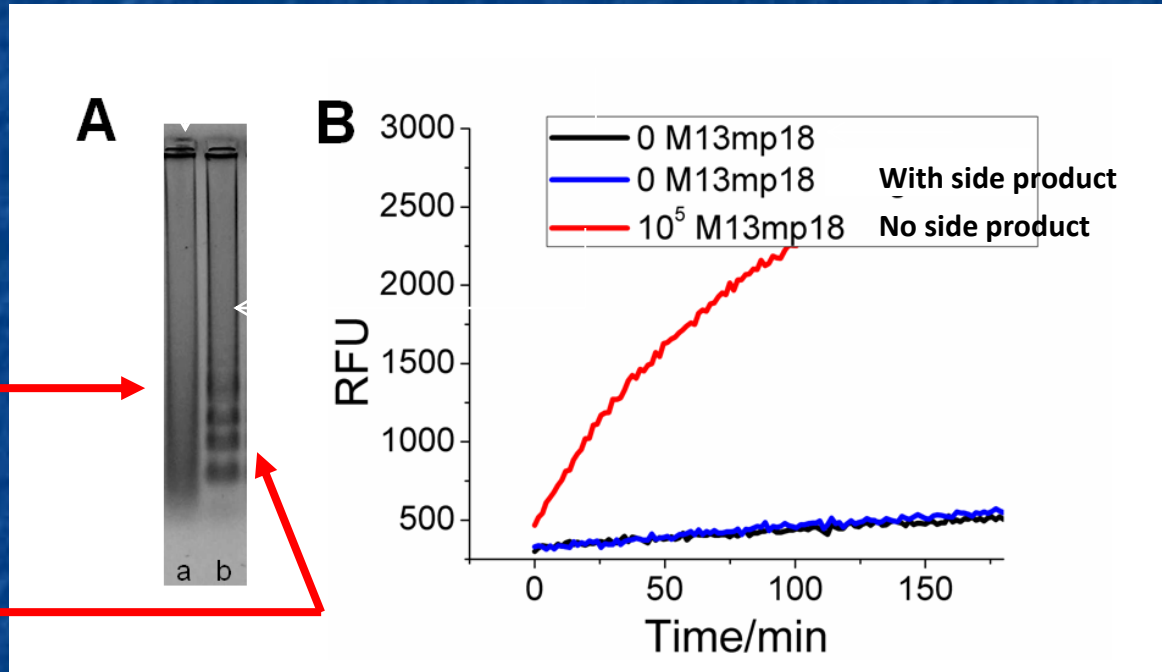 A
a b
B
3000
2500
2000
1500
1000
500
RFU
0 M13mp18
0 M13mp18 With side product
10⁵ M13mp18 No side product
0 50 100 150
Time/min